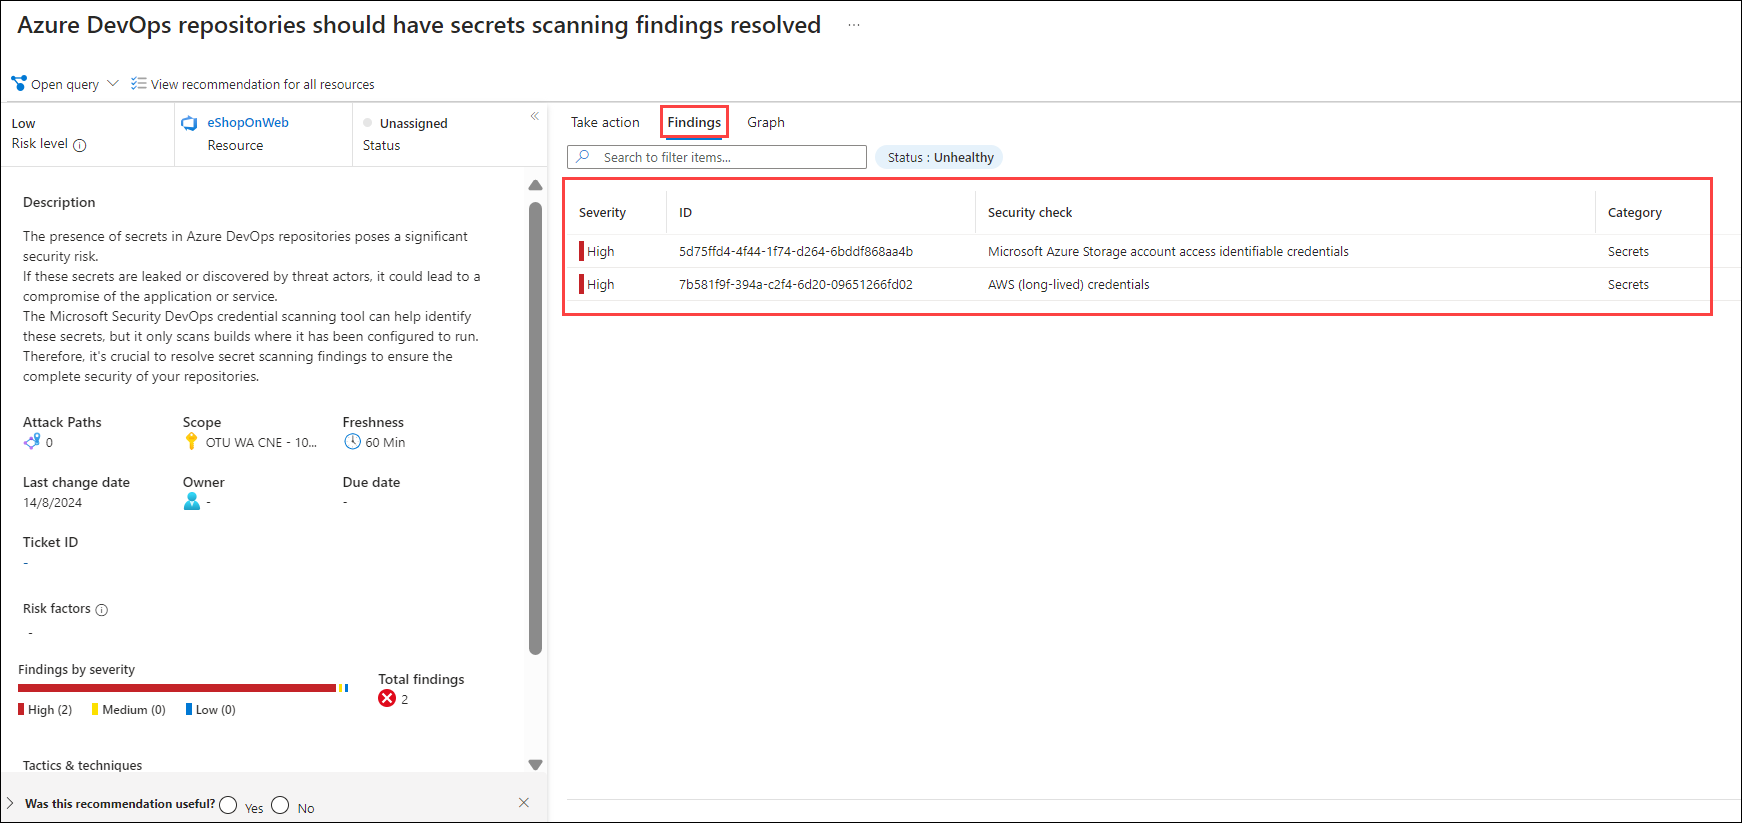 Azure DevOps repositories should have secrets scanning findings resolved ...
Open query View recommendation for all resources
Low
Risk level
eShopOnWeb
Resource
Unassigned
Status
Description
The presence of secrets in Azure DevOps repositories poses a significant
security risk.
If these secrets are leaked or discovered by threat actors, it could lead to a
compromise of the application or service.
The Microsoft Security DevOps credential scanning tool can help identify
these secrets, but it only scans builds where it has been configured to run.
Therefore, it's crucial to resolve secret scanning findings to ensure the
complete security of your repositories.
Attack Paths Scope Freshness
0 OTU WA CNE - 10... 60 Min
Last change date Owner Due date
14/8/2024 - -
Ticket ID
-
Risk factors
-
Findings by severity
High (2) Medium (0) Low (0)
Total findings
2
Tactics & techniques
Was this recommendation useful? Yes No
Take action Findings Graph
Search to filter items... Status : Unhealthy
Severity ID Security check Category
High 5d75ffd4-4f44-1f74-d264-6bddf868aa4b Microsoft Azure Storage account access identifiable credentials Secrets
High 7b581f9f-394a-c2f4-6d20-09651266fd02 AWS (long-lived) credentials Secrets